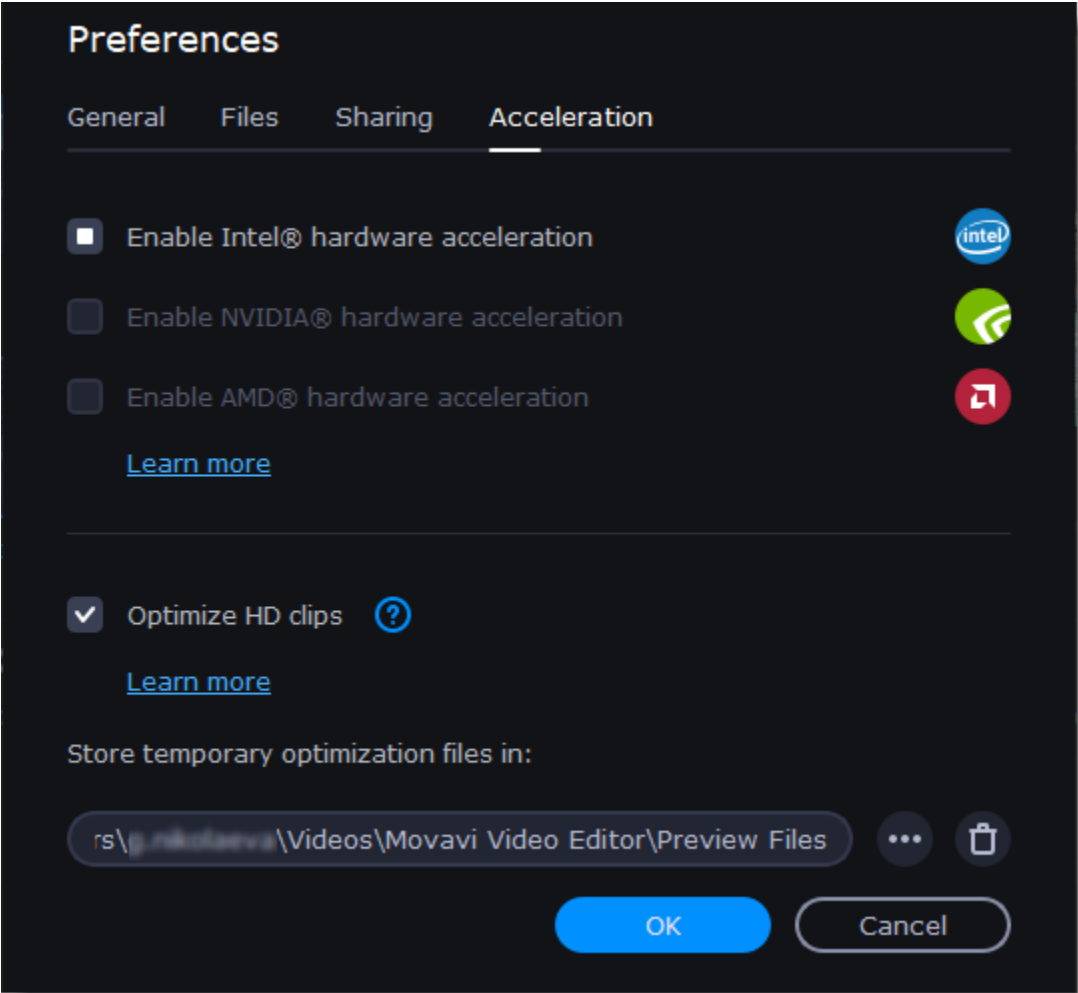 Preferences
General Files Sharing Acceleration
Enable Intel® hardware acceleration
intel
Enable NVIDIA® hardware acceleration
Enable AMD® hardware acceleration
Learn more
Optimize HD clips ?
Learn more
Store temporary optimization files in:
rs\ \Videos\Movavi Video Editor\Preview Files
OK Cancel